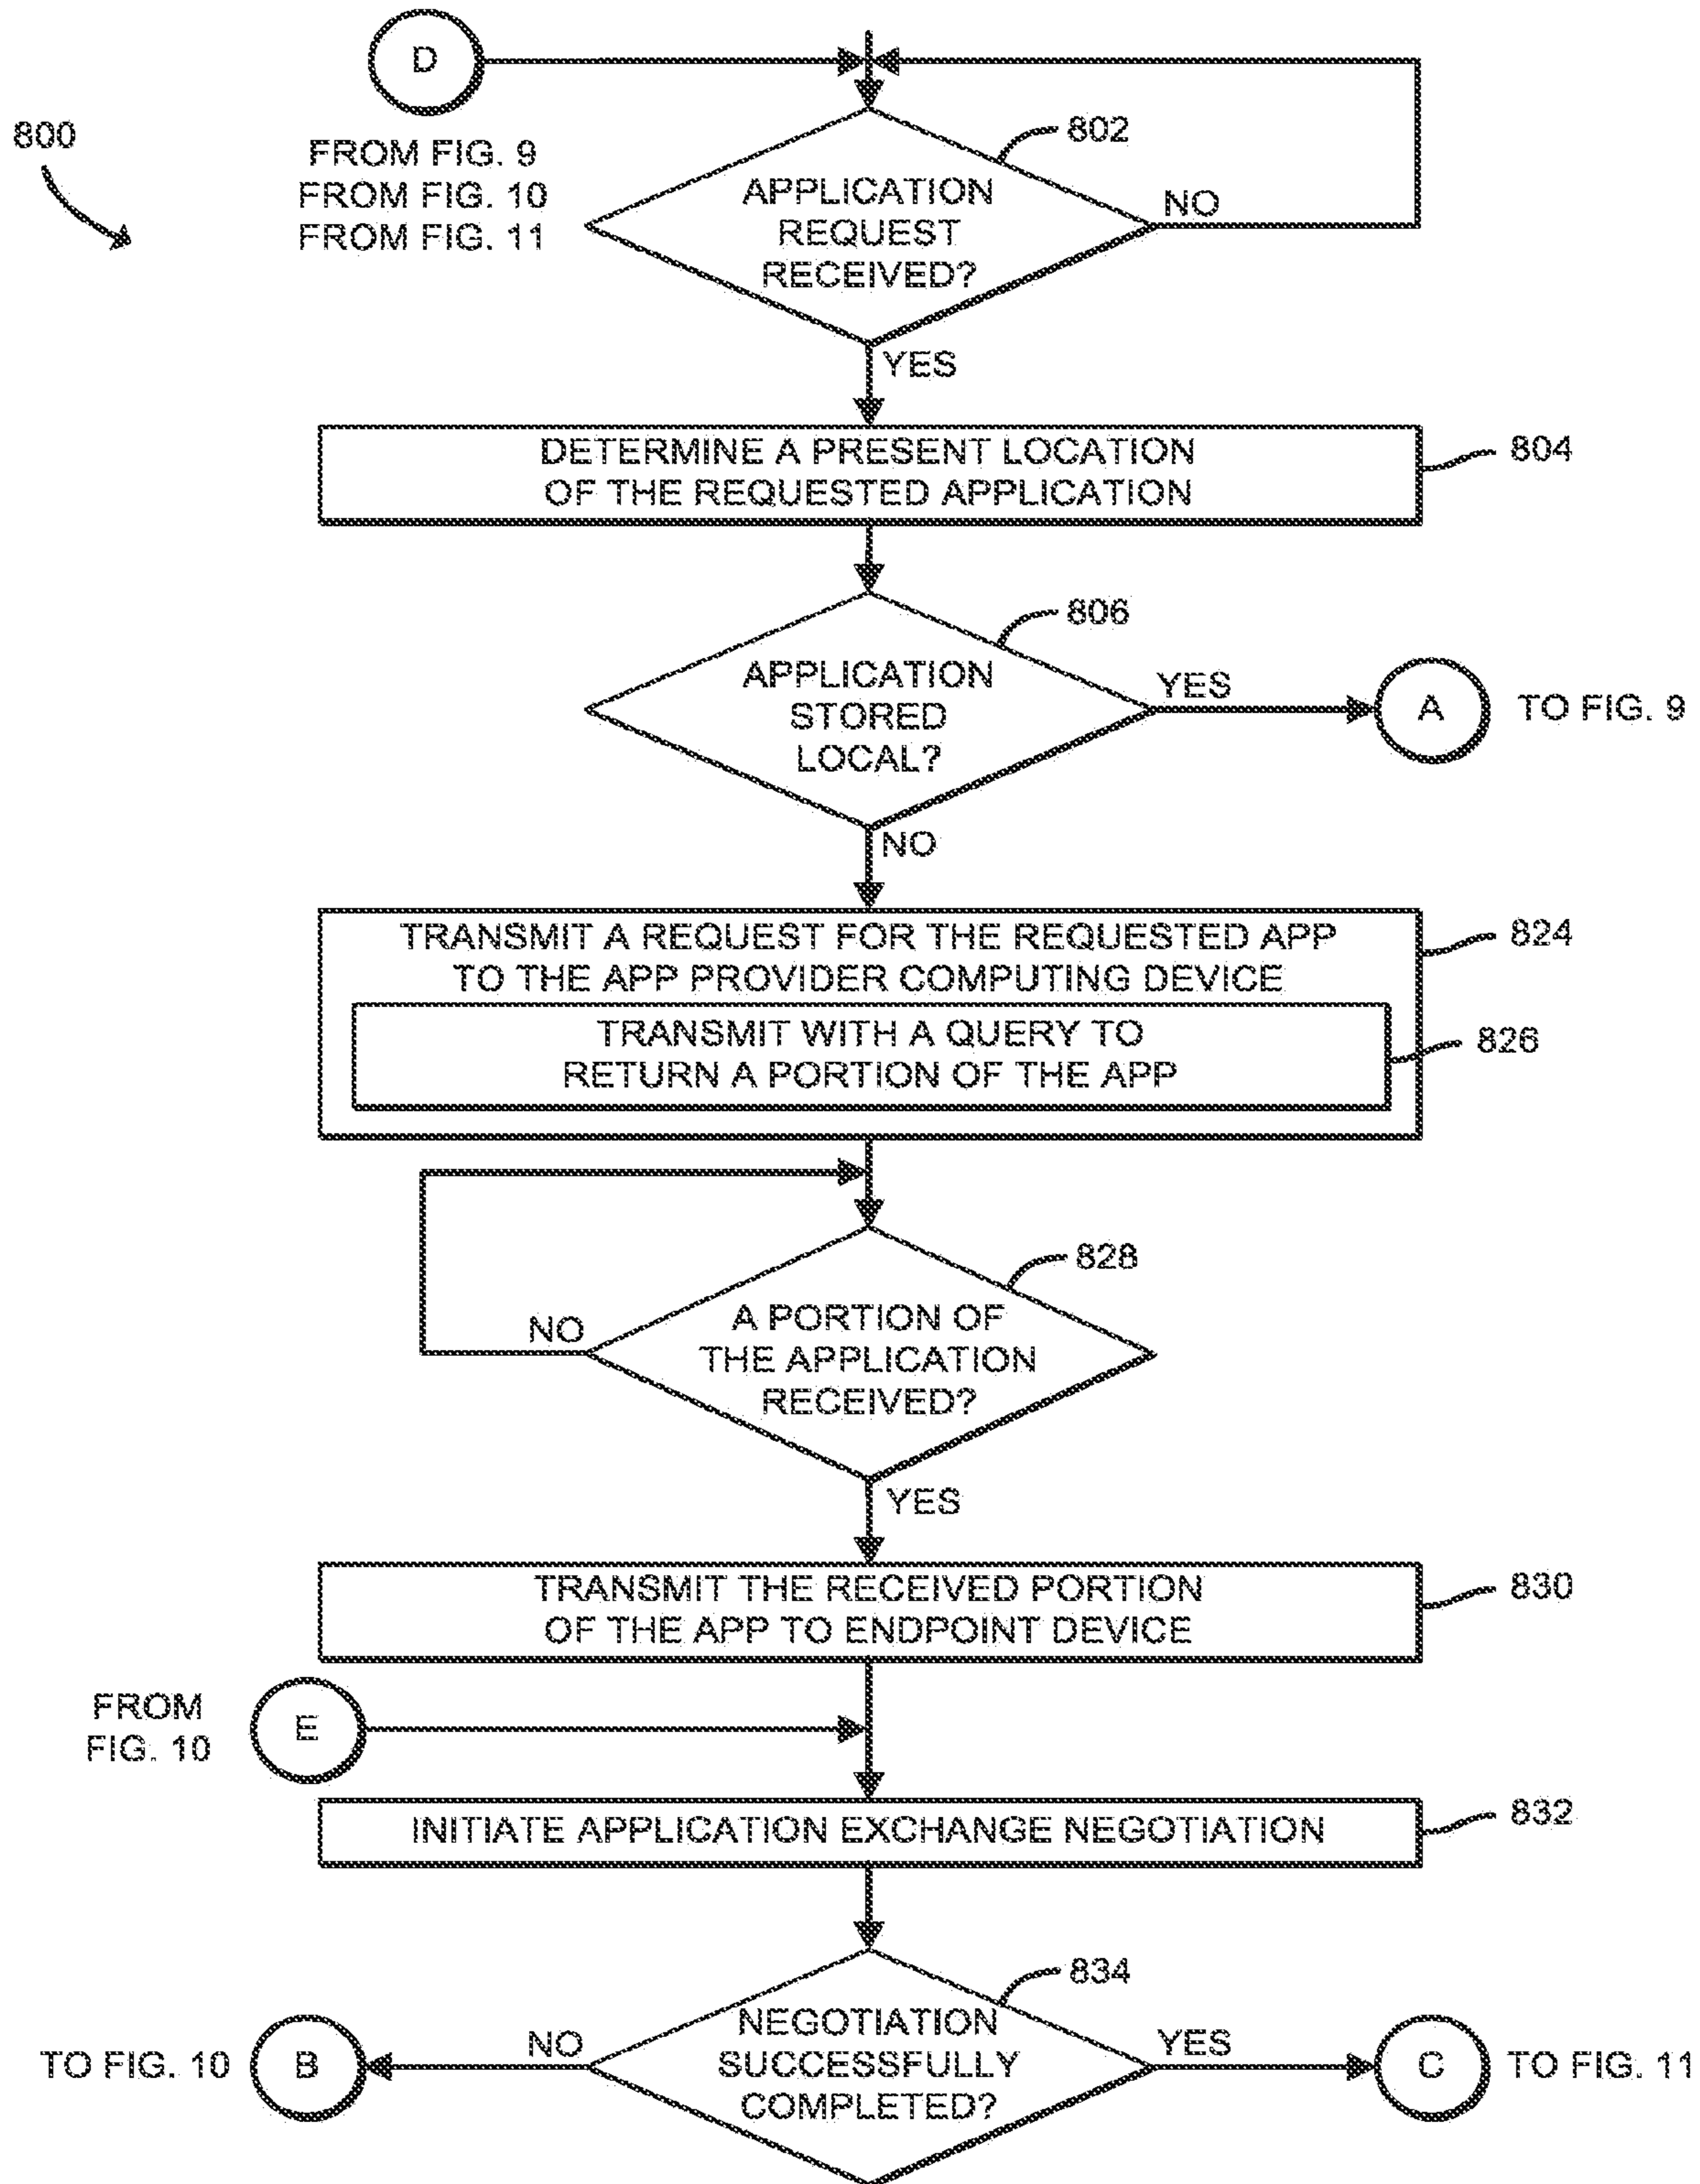 D
800
FROM FIG. 9
FROM FIG. 10
FROM FIG. 11
802
APPLICATION
REQUEST
RECEIVED?
NO
YES
DETERMINE A PRESENT LOCATION
OF THE REQUESTED APPLICATION
804
806
APPLICATION
STORED
LOCAL?
YES
A
TO FIG. 9
NO
TRANSMIT A REQUEST FOR THE REQUESTED APP
TO THE APP PROVIDER COMPUTING DEVICE
824
TRANSMIT WITH A QUERY TO
RETURN A PORTION OF THE APP
826
828
A PORTION OF
THE APPLICATION
RECEIVED?
NO
YES
TRANSMIT THE RECEIVED PORTION
OF THE APP TO ENDPOINT DEVICE
830
FROM
FIG. 10
E
INITIATE APPLICATION EXCHANGE NEGOTIATION
832
834
NEGOTIATION
SUCCESSFULLY
COMPLETED?
NO
B
TO FIG. 10
YES
C
TO FIG. 11